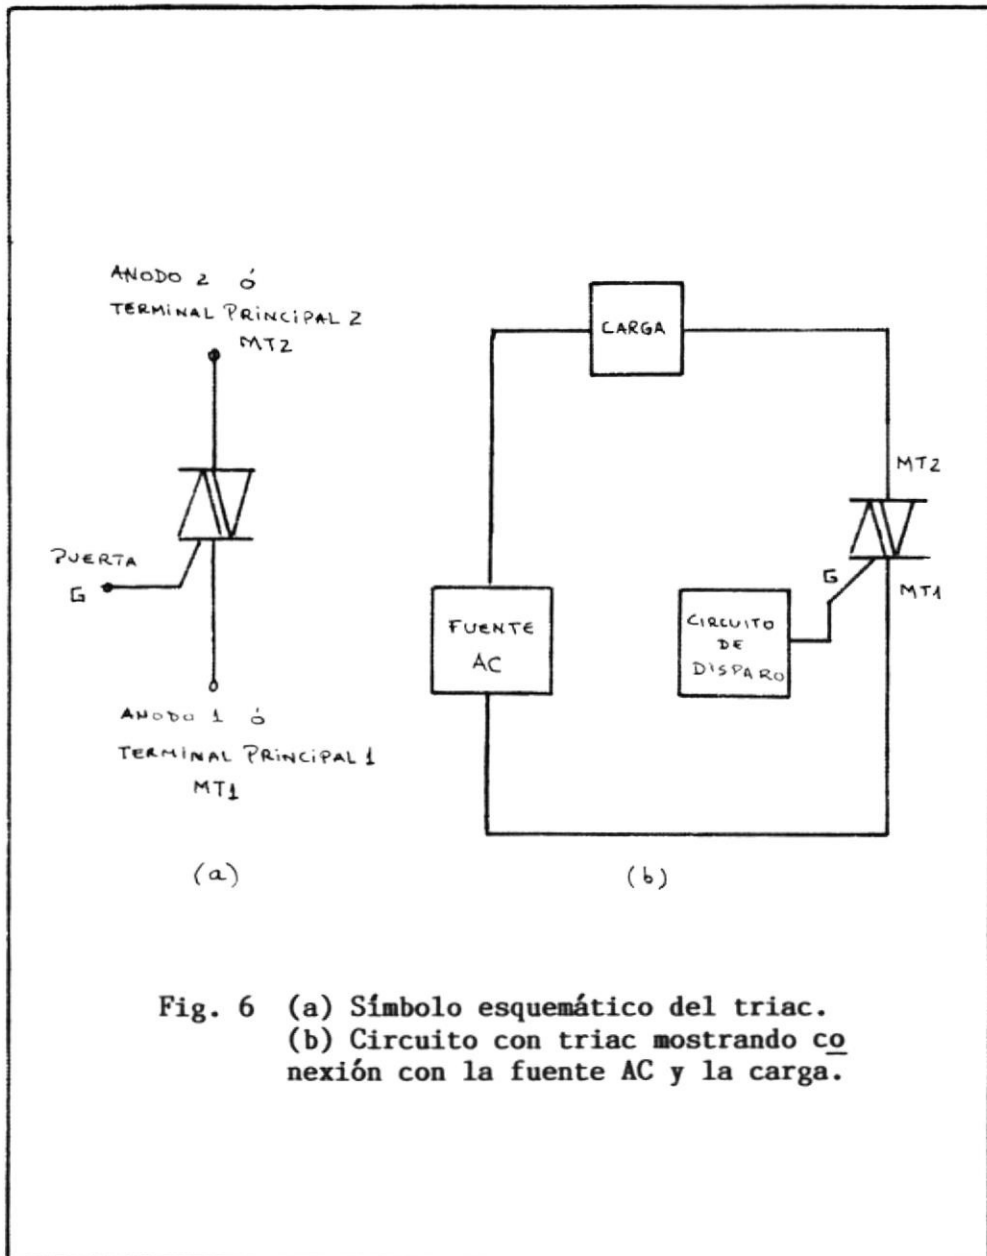 ANODO 2 ó
TERMINAL PRINCIPAL 2
MT2
PUERTA
G
ANODO 1 ó
TERMINAL PRINCIPAL 1
MT1
(a)
CARGA
MT2
G
MT1
FUENTE
AC
CIRCUITO
DE
DISPARO
(b)
Fig. 6 (a) Símbolo esquemático del triac.
(b) Circuito con triac mostrando co
nexión con la fuente AC y la carga.